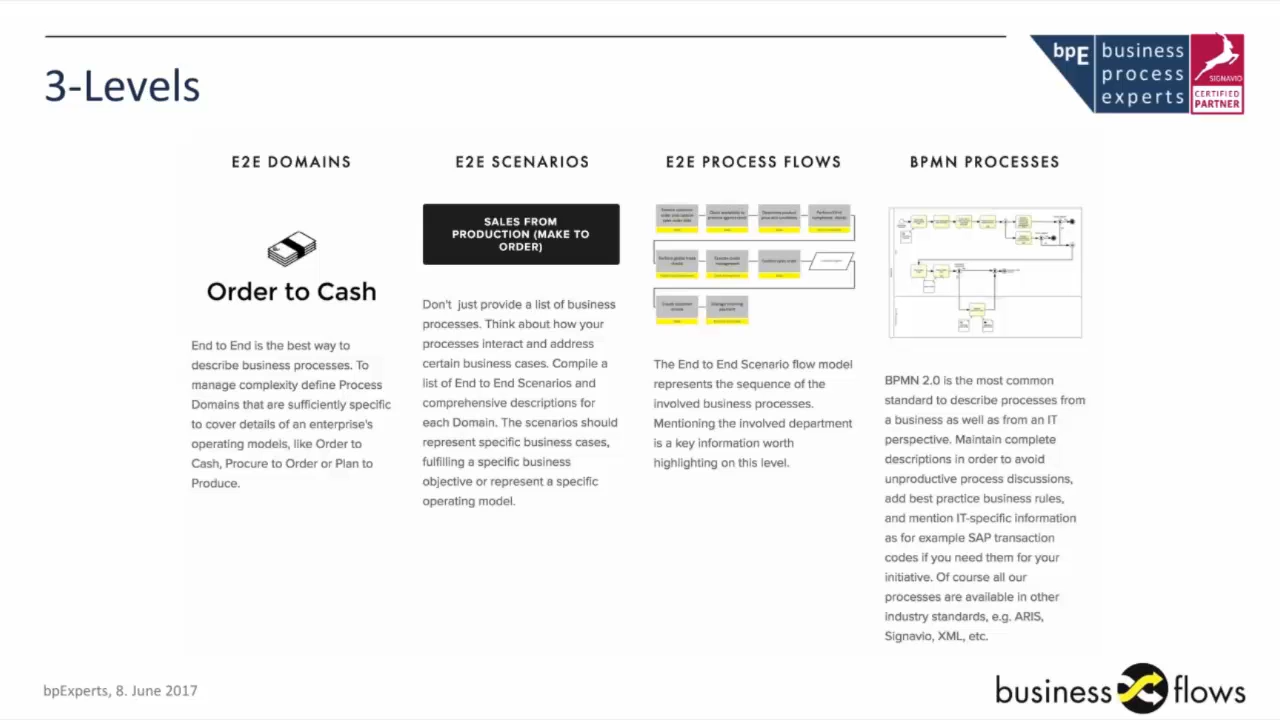 3-Levels
bpE
business
process
experts
SIGNAVIO
CERTIFIED
PARTNER
E2E DOMAINS
Order to Cash
End to End is the best way to
describe business processes. To
manage complexity define Process
Domains that are sufficiently specific
to cover details of an enterprise's
operating models, like Order to
Cash, Procure to Order or Plan to
Produce.
E2E SCENARIOS
SALES FROM
PRODUCTION (MAKE TO
ORDER)
Don't just provide a list of business
processes. Think about how your
processes interact and address
certain business cases. Compile a
list of End to End Scenarios and
comprehensive descriptions for
each Domain. The scenarios should
represent specific business cases,
fulfilling a specific business
objective or represent a specific
operating model.
E2E PROCESS FLOWS
The End to End Scenario flow model
represents the sequence of the
involved business processes.
Mentioning the involved department
is a key information worth
highlighting on this level.
BPMN PROCESSES
BPMN 2.0 is the most common
standard to describe processes from
a business as well as from an IT
perspective. Maintain complete
descriptions in order to avoid
unproductive process discussions,
add best practice business rules,
and mention IT-specific information
as for example SAP transaction
codes if you need them for your
initiative. Of course all our
processes are available in other
industry standards, e.g. ARIS,
Signavio, XML, etc.
bpExperts, 8. June 2017
business flows